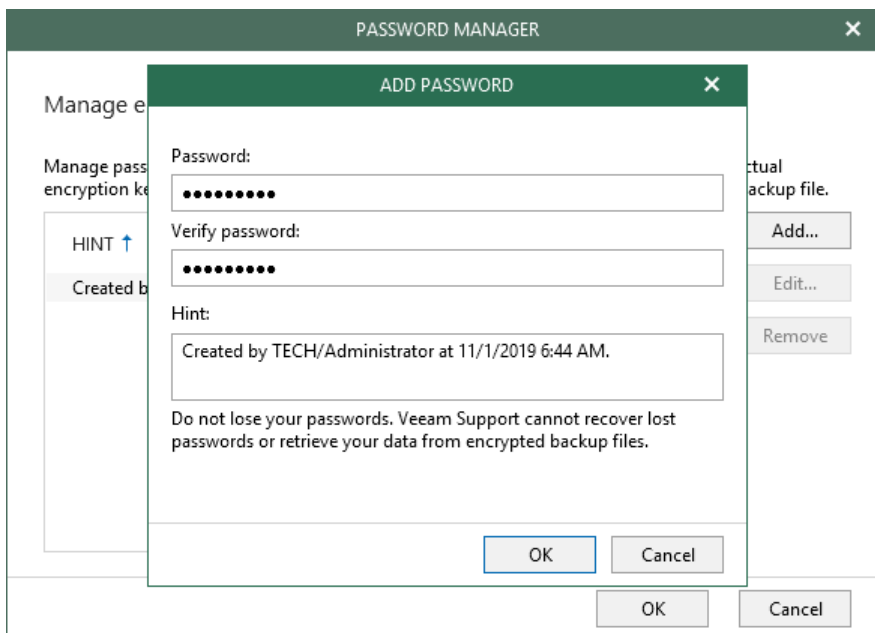 PASSWORD MANAGER
ADD PASSWORD
Manage e
Manage pass
encryption ke
ctual
ackup file.
HINT
Created b
Password:
•••••••••
Verify password:
•••••••••
Hint:
Created by TECH/Administrator at 11/1/2019 6:44 AM.
Do not lose your passwords. Veeam Support cannot recover lost
passwords or retrieve your data from encrypted backup files.
OK
Cancel
Add...
Edit...
Remove
OK
Cancel